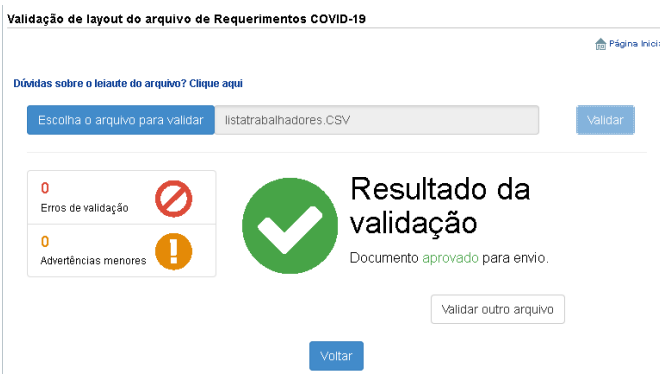 Validação de layout do arquivo de Requerimentos COVID-19
Página Inici
Dúvidas sobre o leiaute do arquivo? Clique aqui
Escolha o arquivo para validar
listatrabalhadores.CSV
Validar
0
Erros de validação
0
Advertências menores
Resultado da
validação
Documento aprovado para envio.
Validar outro arquivo
Voltar